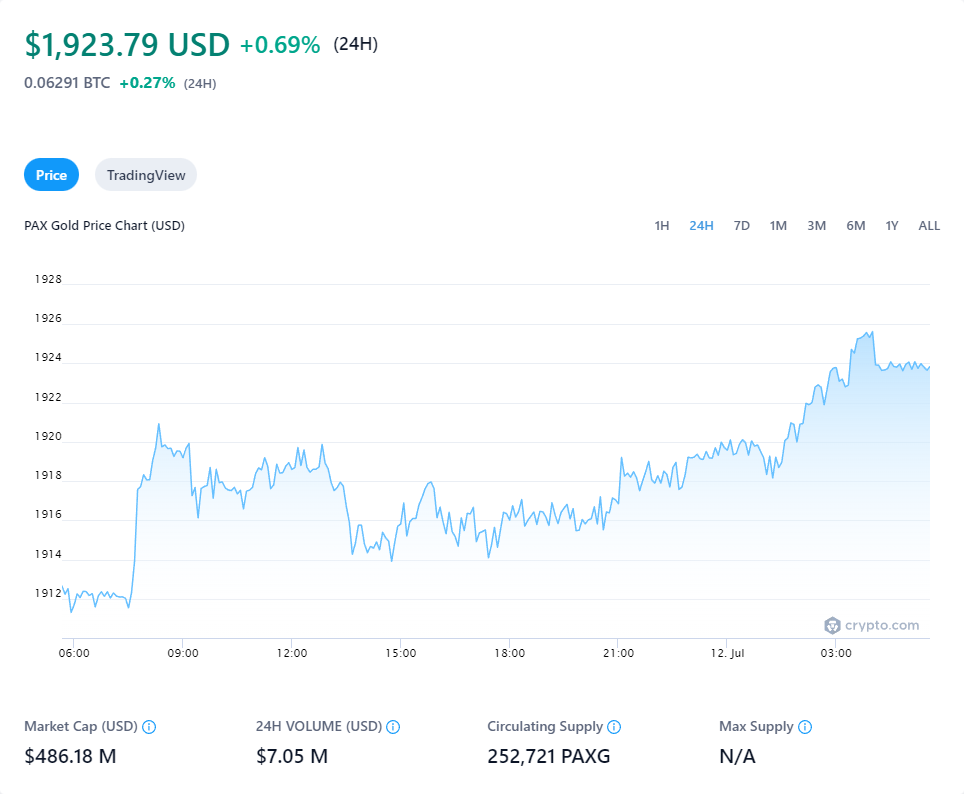 $1,923.79 USD +0.69% (24H)
0.06291 BTC +0.27% (24H)
Price TradingView
PAX Gold Price Chart (USD) 1H 24H 7D 1M 3M 6M 1Y ALL
1928
1926
1924
1922
1920
1918
1916
1914
1912
crypto.com
06:00 09:00 12:00 15:00 18:00 21:00 12. Jul 03:00
Market Cap (USD) 24H VOLUME (USD) Circulating Supply Max Supply
$486.18 M $7.05 M 252,721 PAXG N/A